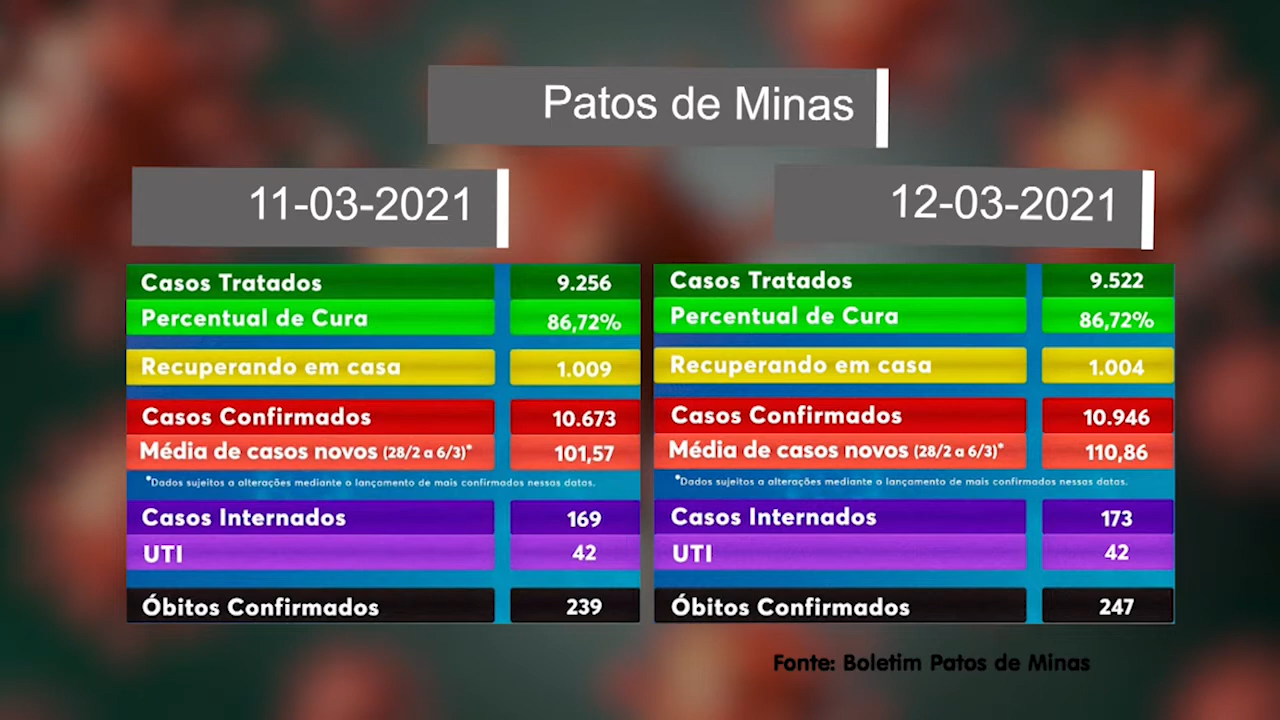 Patos de Minas
11-03-2021
Casos Tratados 9.256
Percentual de Cura 86,72%
Recuperando em casa 1.009
Casos Confirmados 10.673
Média de casos novos (28/2 a 6/3)* 101,57
*Dados sujeitos a alterações mediante o lançamento de mais confirmados nessas datas.
Casos Internados 169
UTI 42
Óbitos Confirmados 239
12-03-2021
Casos Tratados 9.522
Percentual de Cura 86,72%
Recuperando em casa 1.004
Casos Confirmados 10.946
Média de casos novos (28/2 a 6/3)* 110,86
*Dados sujeitos a alterações mediante o lançamento de mais confirmados nessas datas.
Casos Internados 173
UTI 42
Óbitos Confirmados 247
Fonte: Boletim Patos de Minas